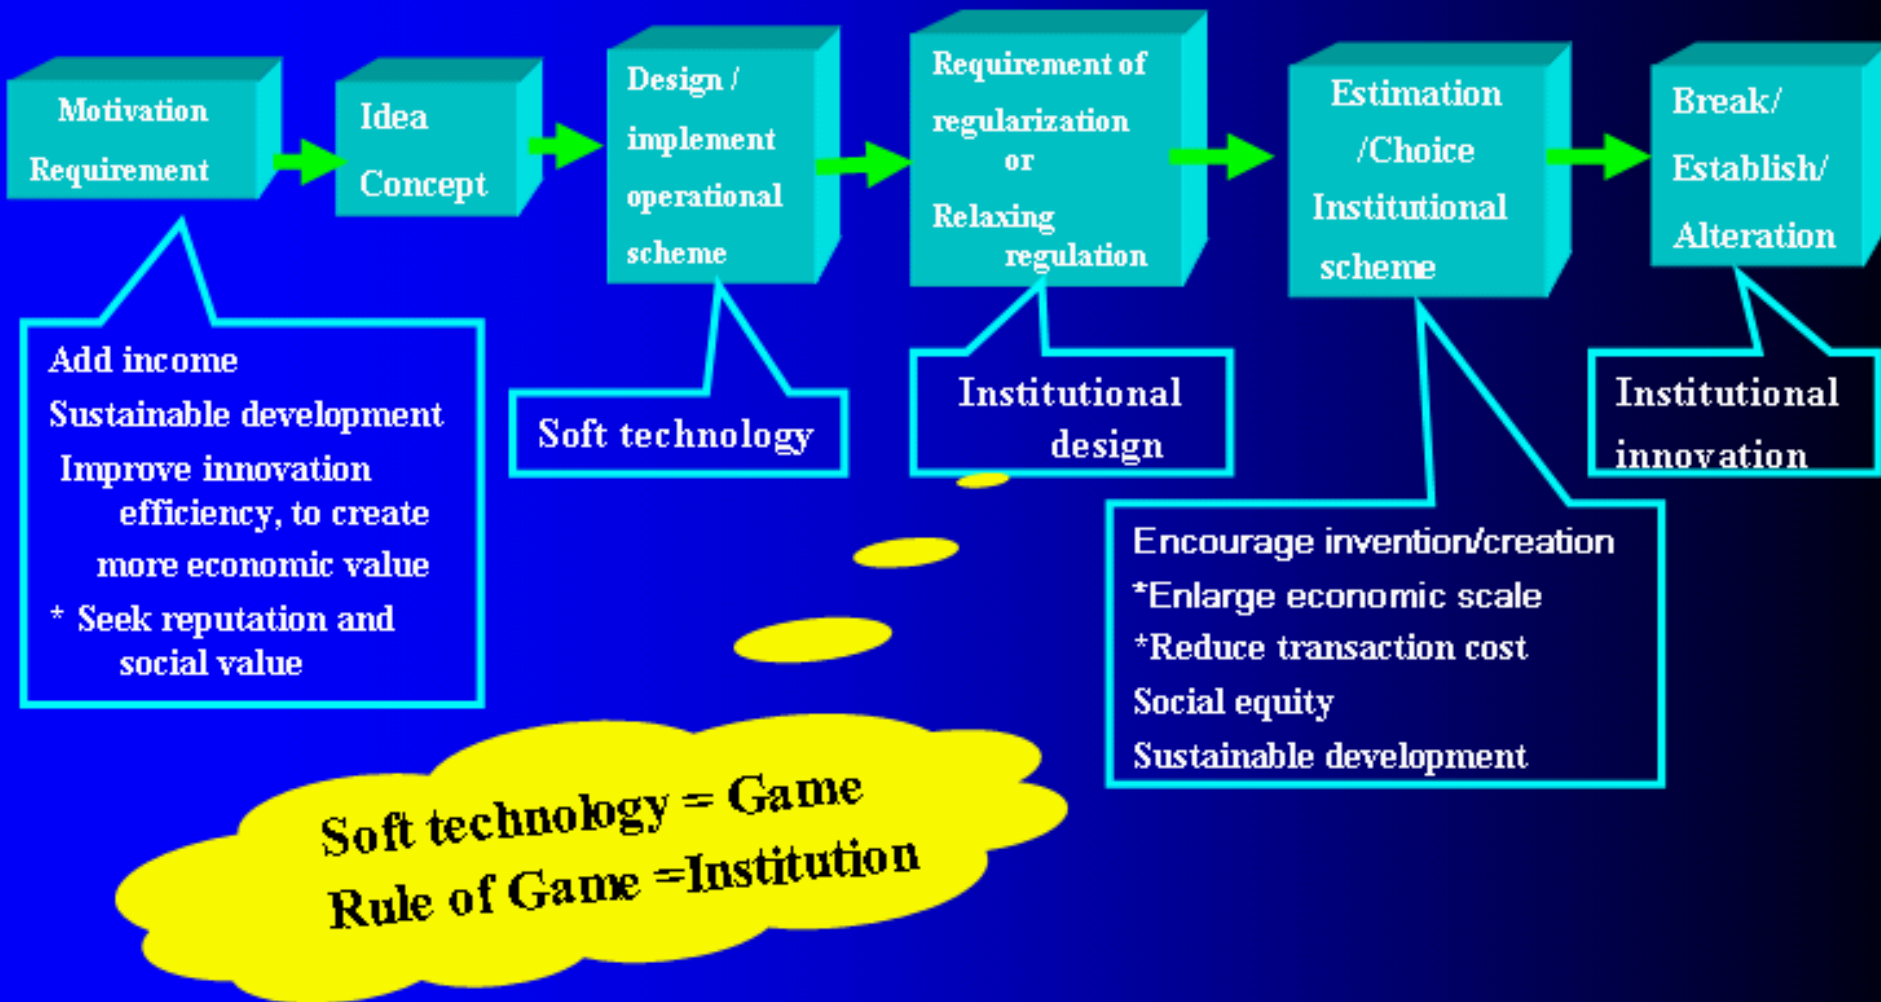 Motivation
Requirement
Idea
Concept
Design /
implement
operational
scheme
Requirement of
regularization
or
Relaxing
regulation
Estimation
/Choice
Institutional
scheme
Break/
Establish/
Alteration
Add income
Sustainable development
Improve innovation
efficiency, to create
more economic value
* Seek reputation and
social value
Soft technology
Institutional
design
Encourage invention/creation
*Enlarge economic scale
*Reduce transaction cost
Social equity
Sustainable development
Institutional
innovation
Soft technology = Game
Rule of Game =Institution